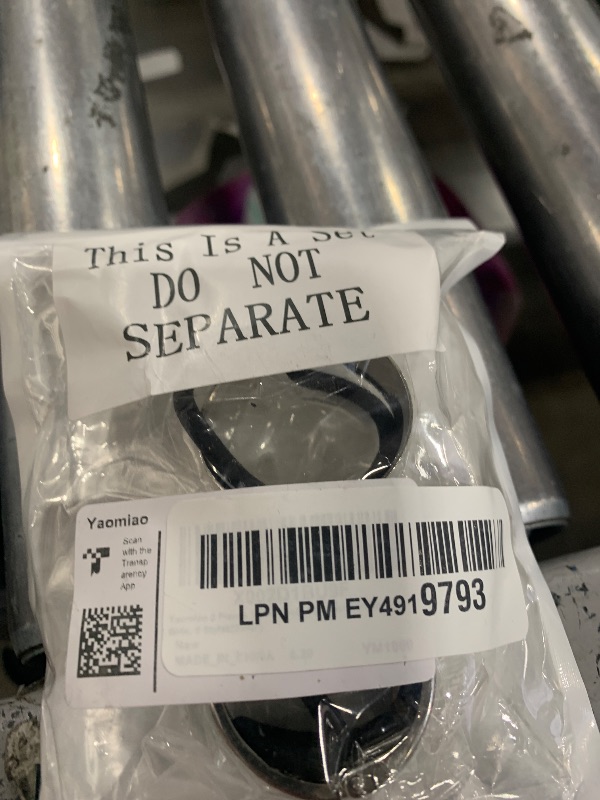 This Is A Set
DO NOT
SEPARATE
Yaomiao
Scan
with the
Transp
arency
App
LPN PM EY4919793